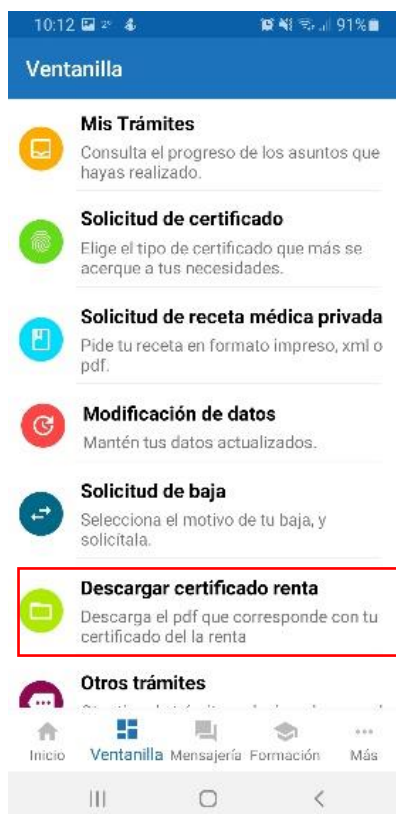 10:12 2° 91%
Ventanilla
Mis Trámites
Consulta el progreso de los asuntos que
hayas realizado.
Solicitud de certificado
Elige el tipo de certificado que más se
acerque a tus necesidades.
Solicitud de receta médica privada
Pide tu receta en formato impreso, xml o
pdf.
Modificación de datos
Mantén tus datos actualizados.
Solicitud de baja
Selecciona el motivo de tu baja, y
solicítala.
Descargar certificado renta
Descarga el pdf que corresponde con tu
certificado del la renta
Otros trámites
Inicio Ventanilla Mensajería Formación Más